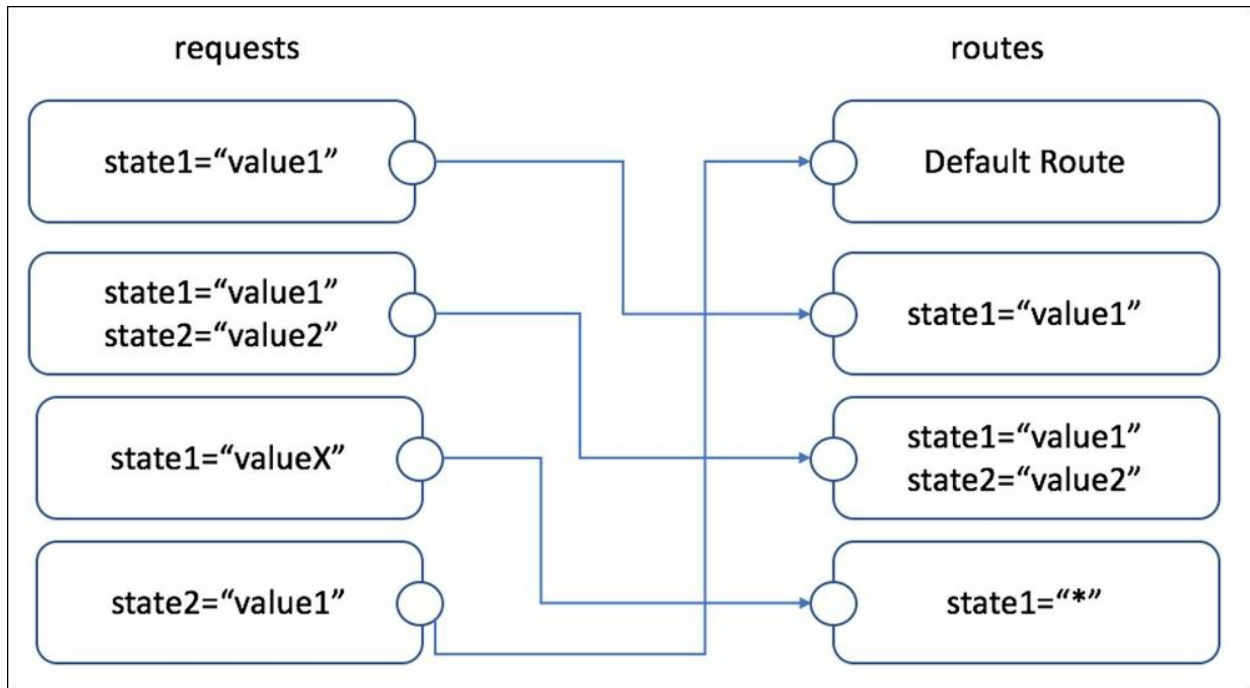 requests
state1=“value1”
state1=“value1”
state2=“value2”
state1=“valueX”
state2=“value1”
routes
Default Route
state1=“value1”
state1=“value1”
state2=“value2”
state1=“*”